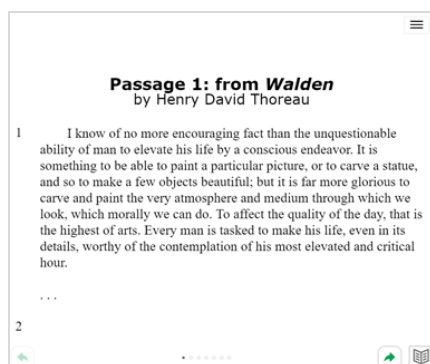 Passage 1: from Walden
by Henry David Thoreau
1 I know of no more encouraging fact than the unquestionable
ability of man to elevate his life by a conscious endeavor. It is
something to be able to paint a particular picture, or to carve a statue,
and so to make a few objects beautiful; but it is far more glorious to
carve and paint the very atmosphere and medium through which we
look, which morally we can do. To affect the quality of the day, that is
the highest of arts. Every man is tasked to make his life, even in its
details, worthy of the contemplation of his most elevated and critical
hour.
. . .
2